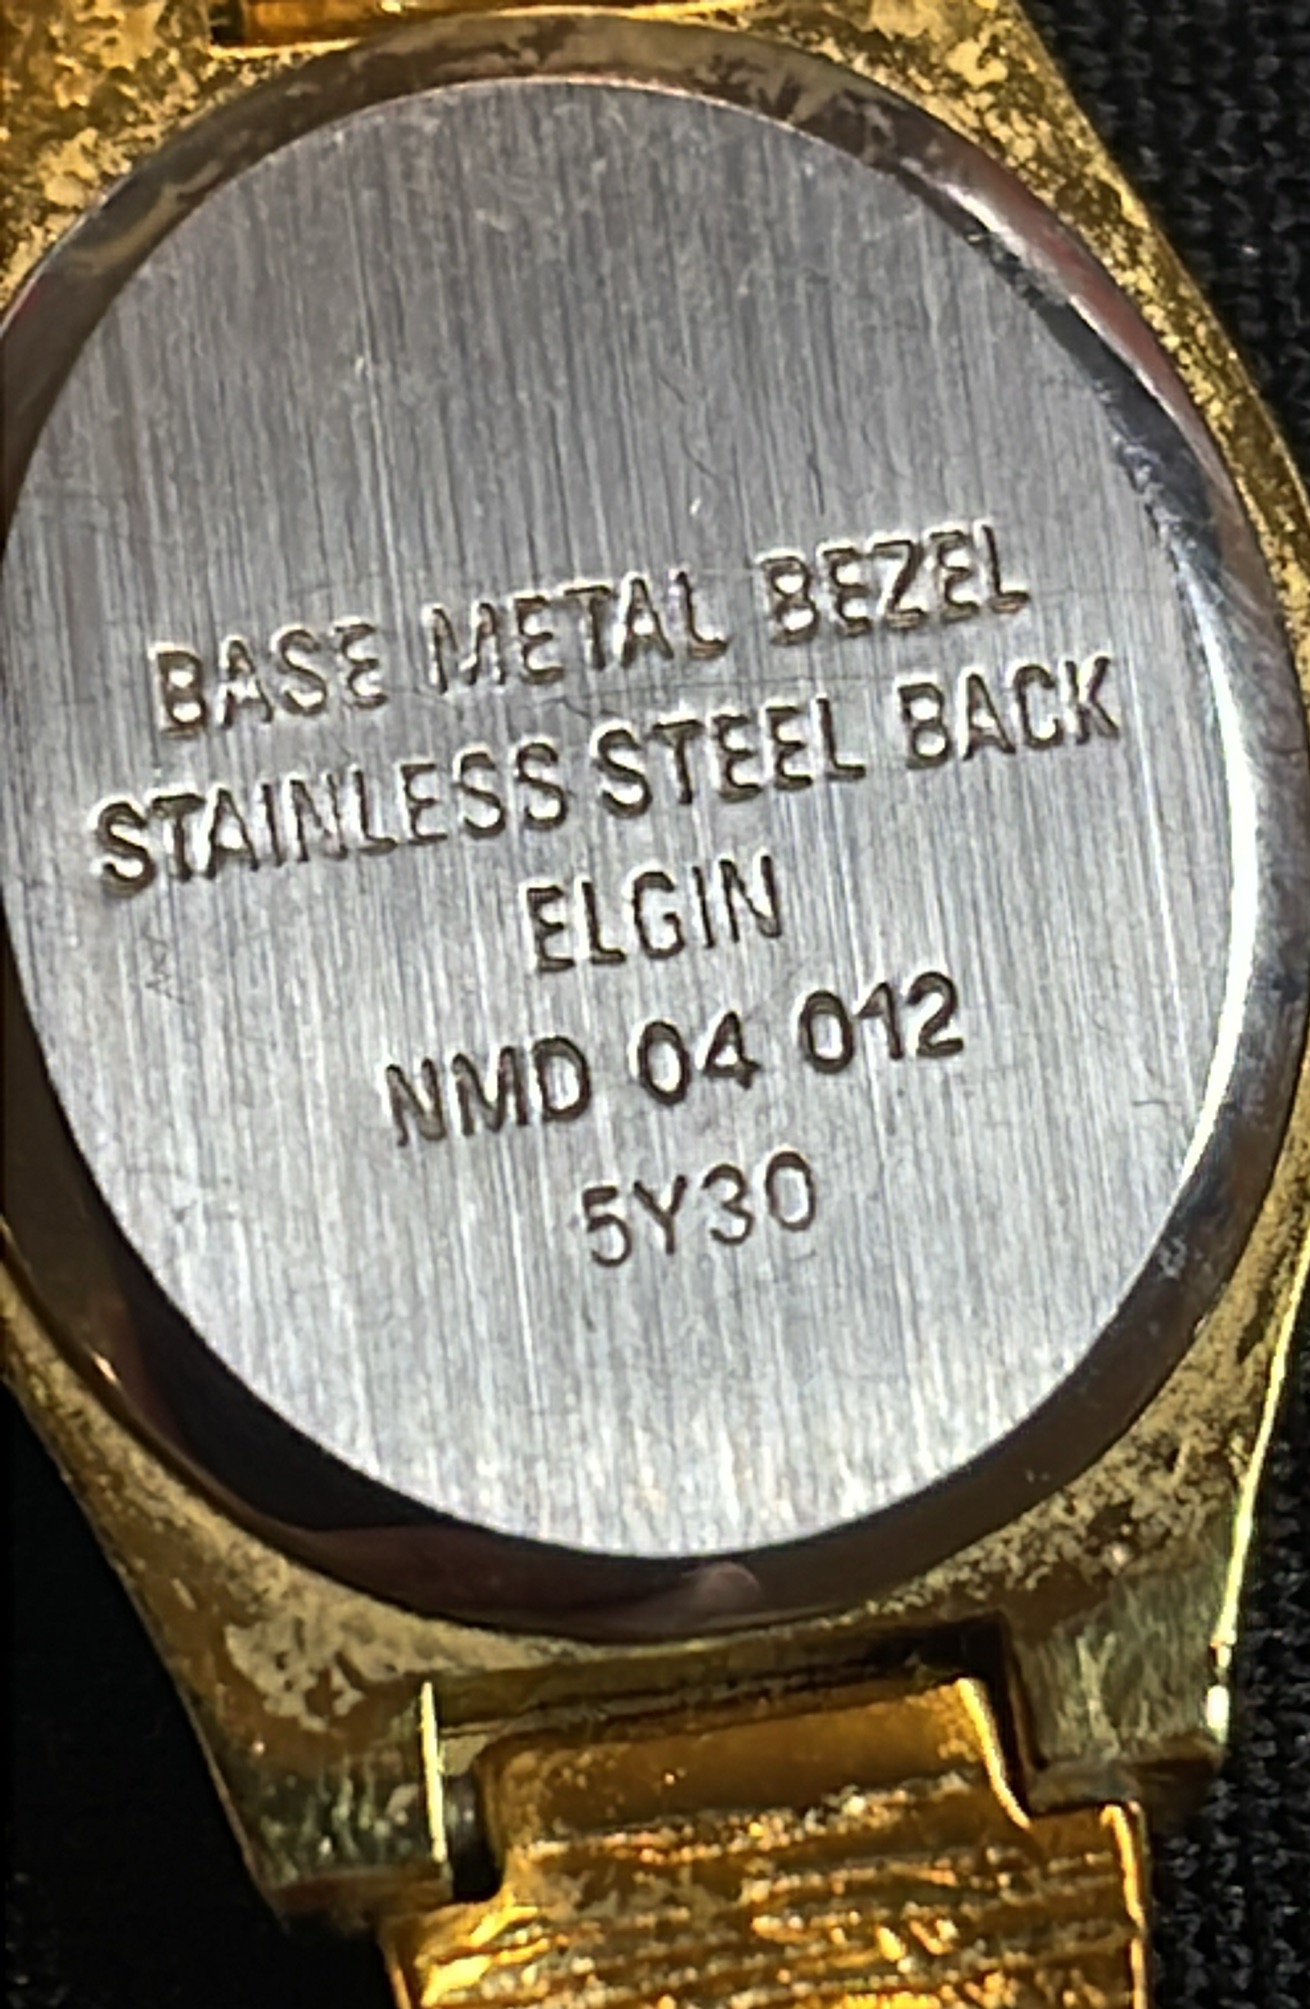 BASE METAL BEZEL
STAINLESS STEEL BACK
ELGIN
NMD 04 012
5Y30